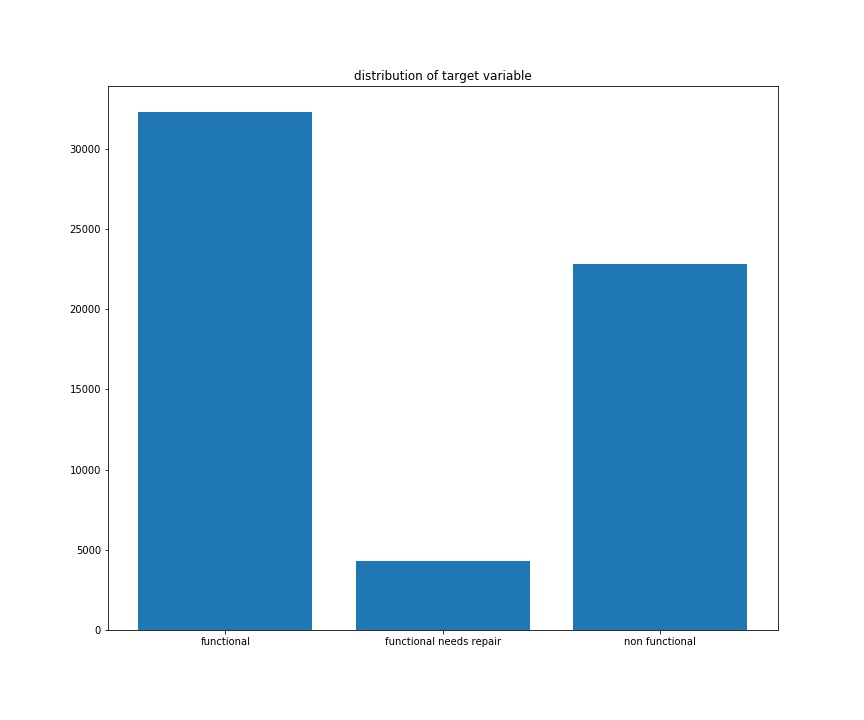 distribution of target variable
30000
25000
20000
15000
10000
5000
0
functional
functional needs repair
non functional